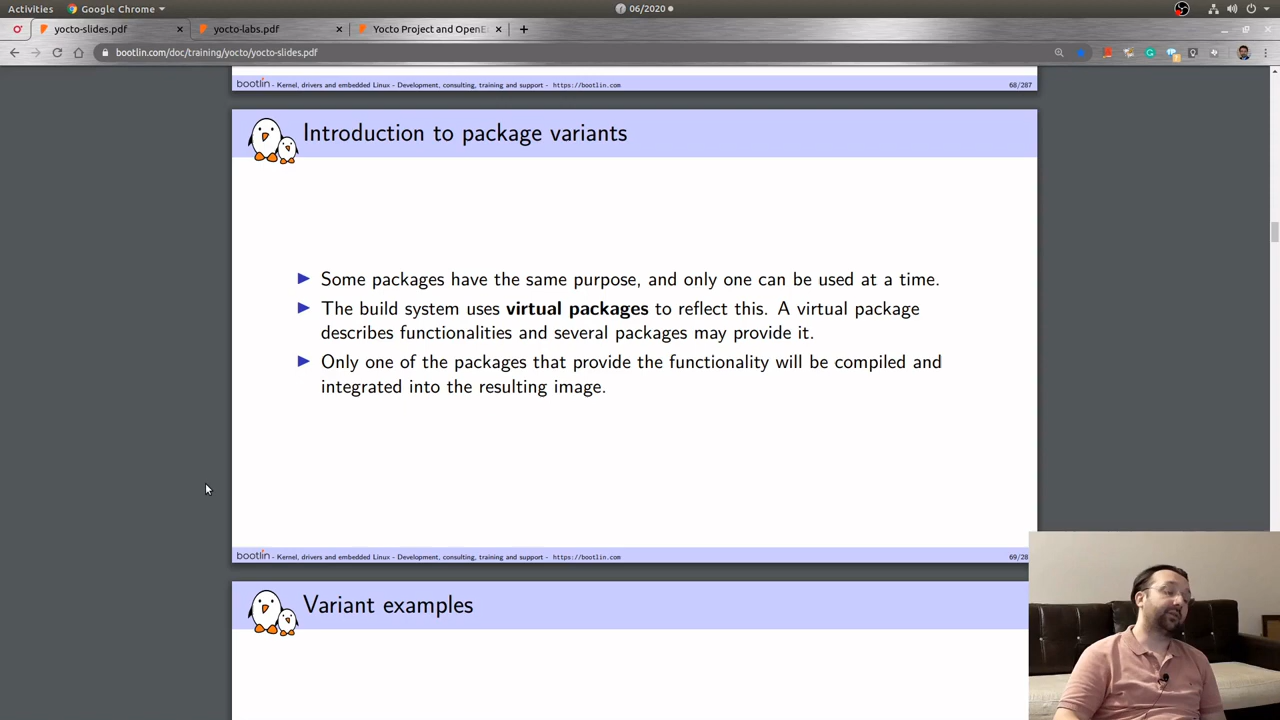 Activities
Google Chrome
06/2020
yocto-slides.pdf
yocto-labs.pdf
Yocto Project and OpenE
bootlin.com/doc/training/yocto/yocto-slides.pdf
bootlin - Kernel, drivers and embedded Linux - Development, consulting, training and support - https://bootlin.com
68/287
Introduction to package variants
Some packages have the same purpose, and only one can be used at a time.
The build system uses virtual packages to reflect this. A virtual package
describes functionalities and several packages may provide it.
Only one of the packages that provide the functionality will be compiled and
integrated into the resulting image.
bootlin - Kernel, drivers and embedded Linux - Development, consulting, training and support - https://bootlin.com
69/28
Variant examples